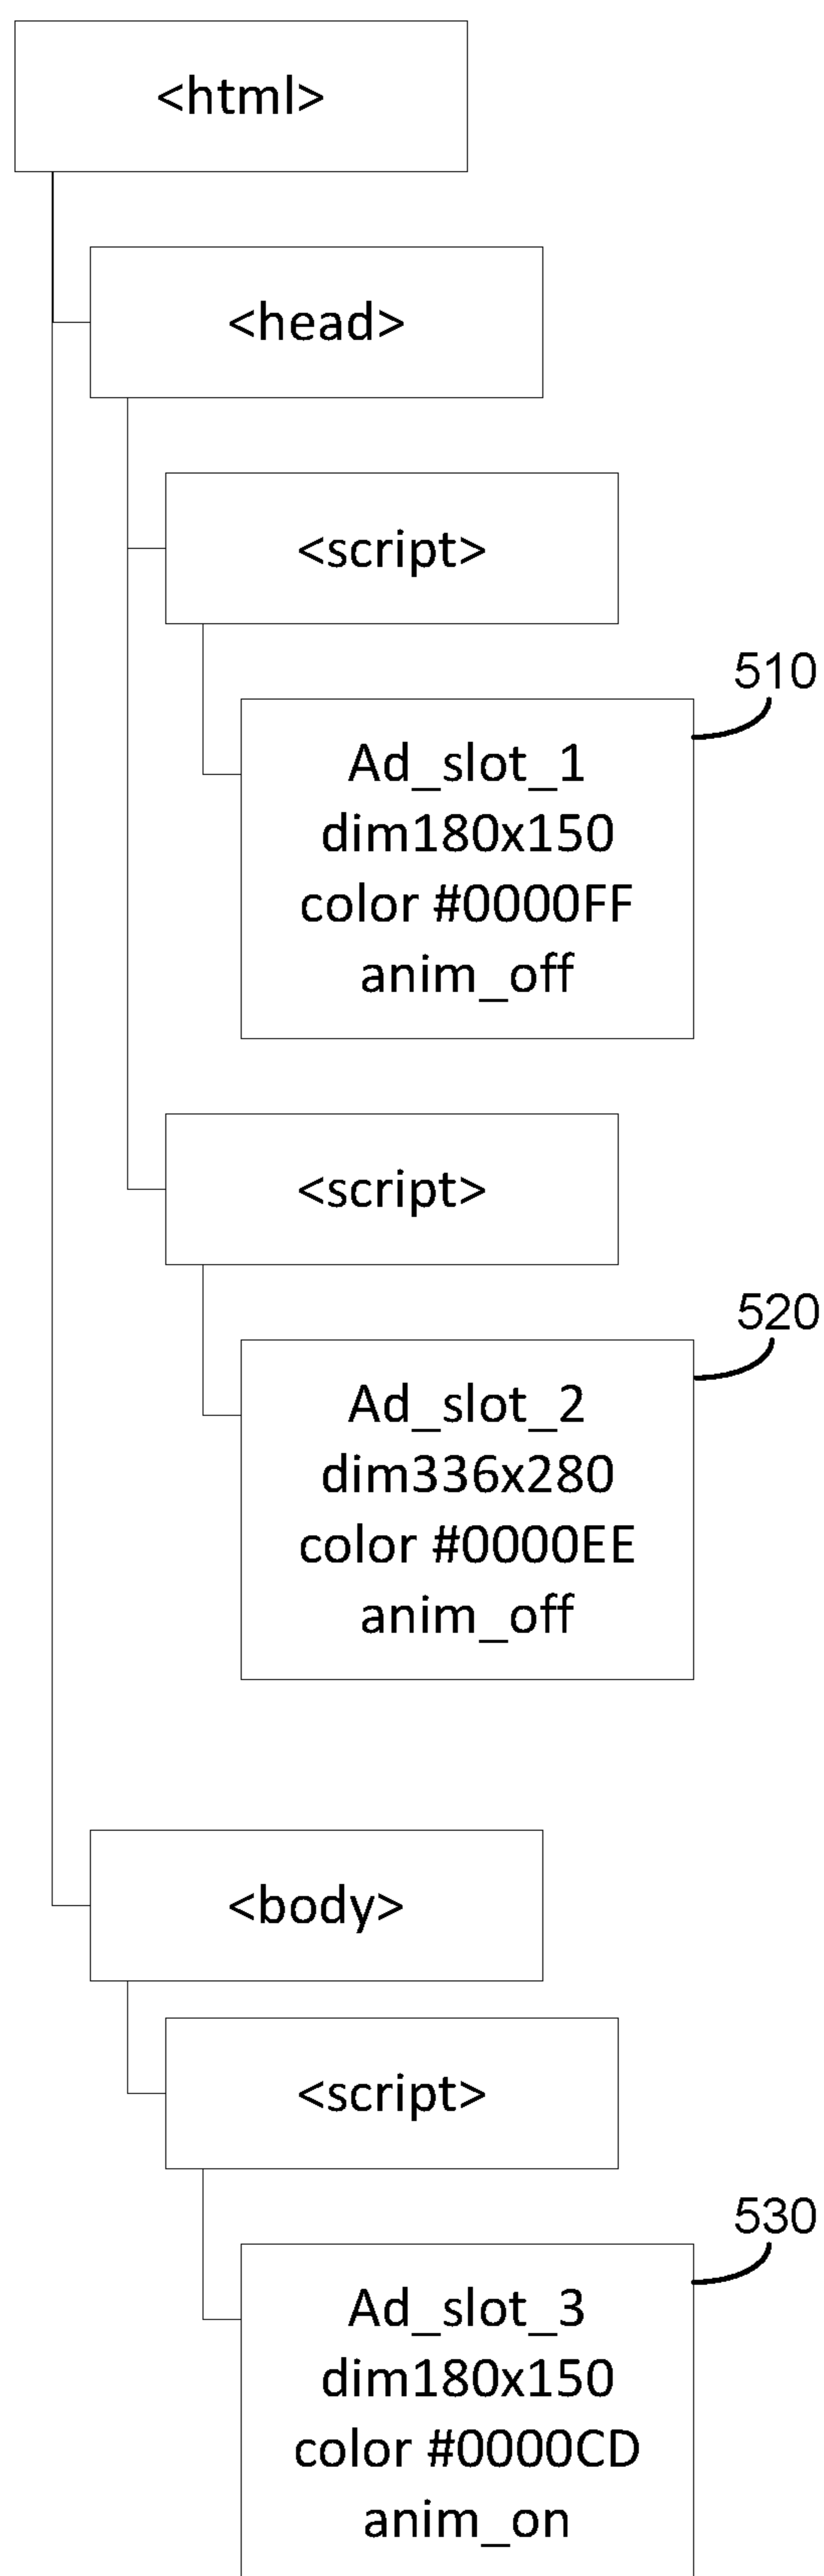 <html>
<head>
<script>
510
Ad_slot_1
dim180x150
color #0000FF
anim_off
<script>
520
Ad_slot_2
dim336x280
color #0000EE
anim_off
<body>
<script>
530
Ad_slot_3
dim180x150
color #0000CD
anim_on